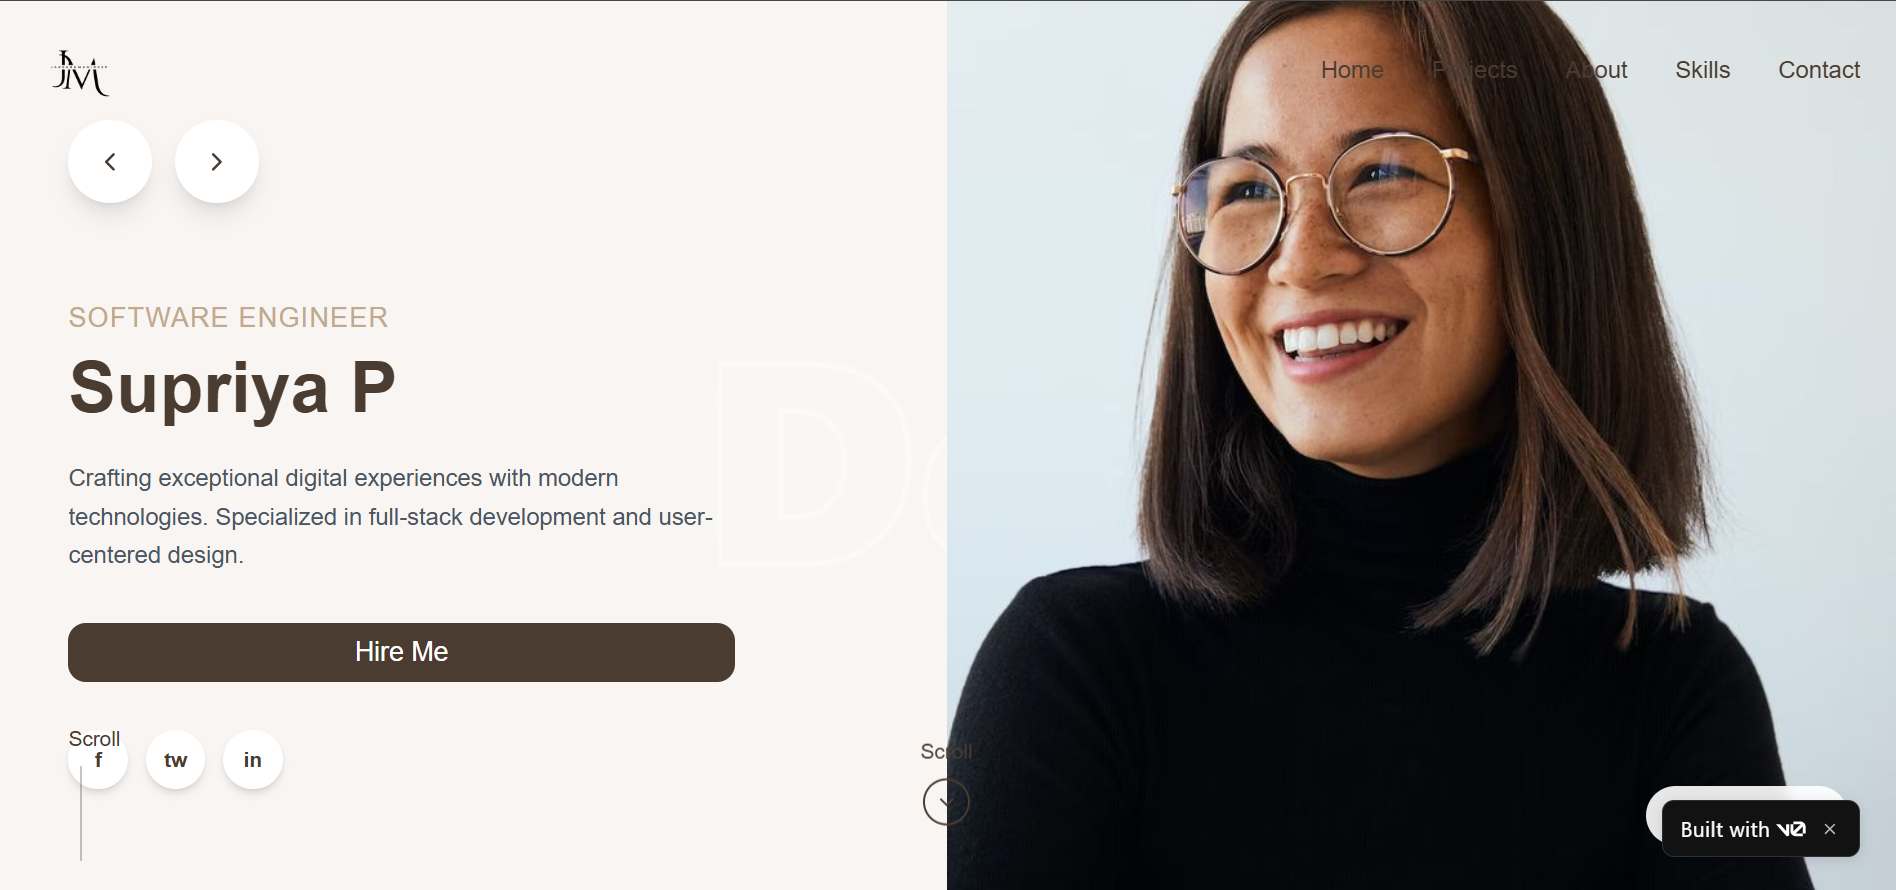 JM
Home Projects About Skills Contact
SOFTWARE ENGINEER
Supriya P
Crafting exceptional digital experiences with modern
technologies. Specialized in full-stack development and user-
centered design.
Hire Me
Scroll
f tw in
Scroll
Built with v0